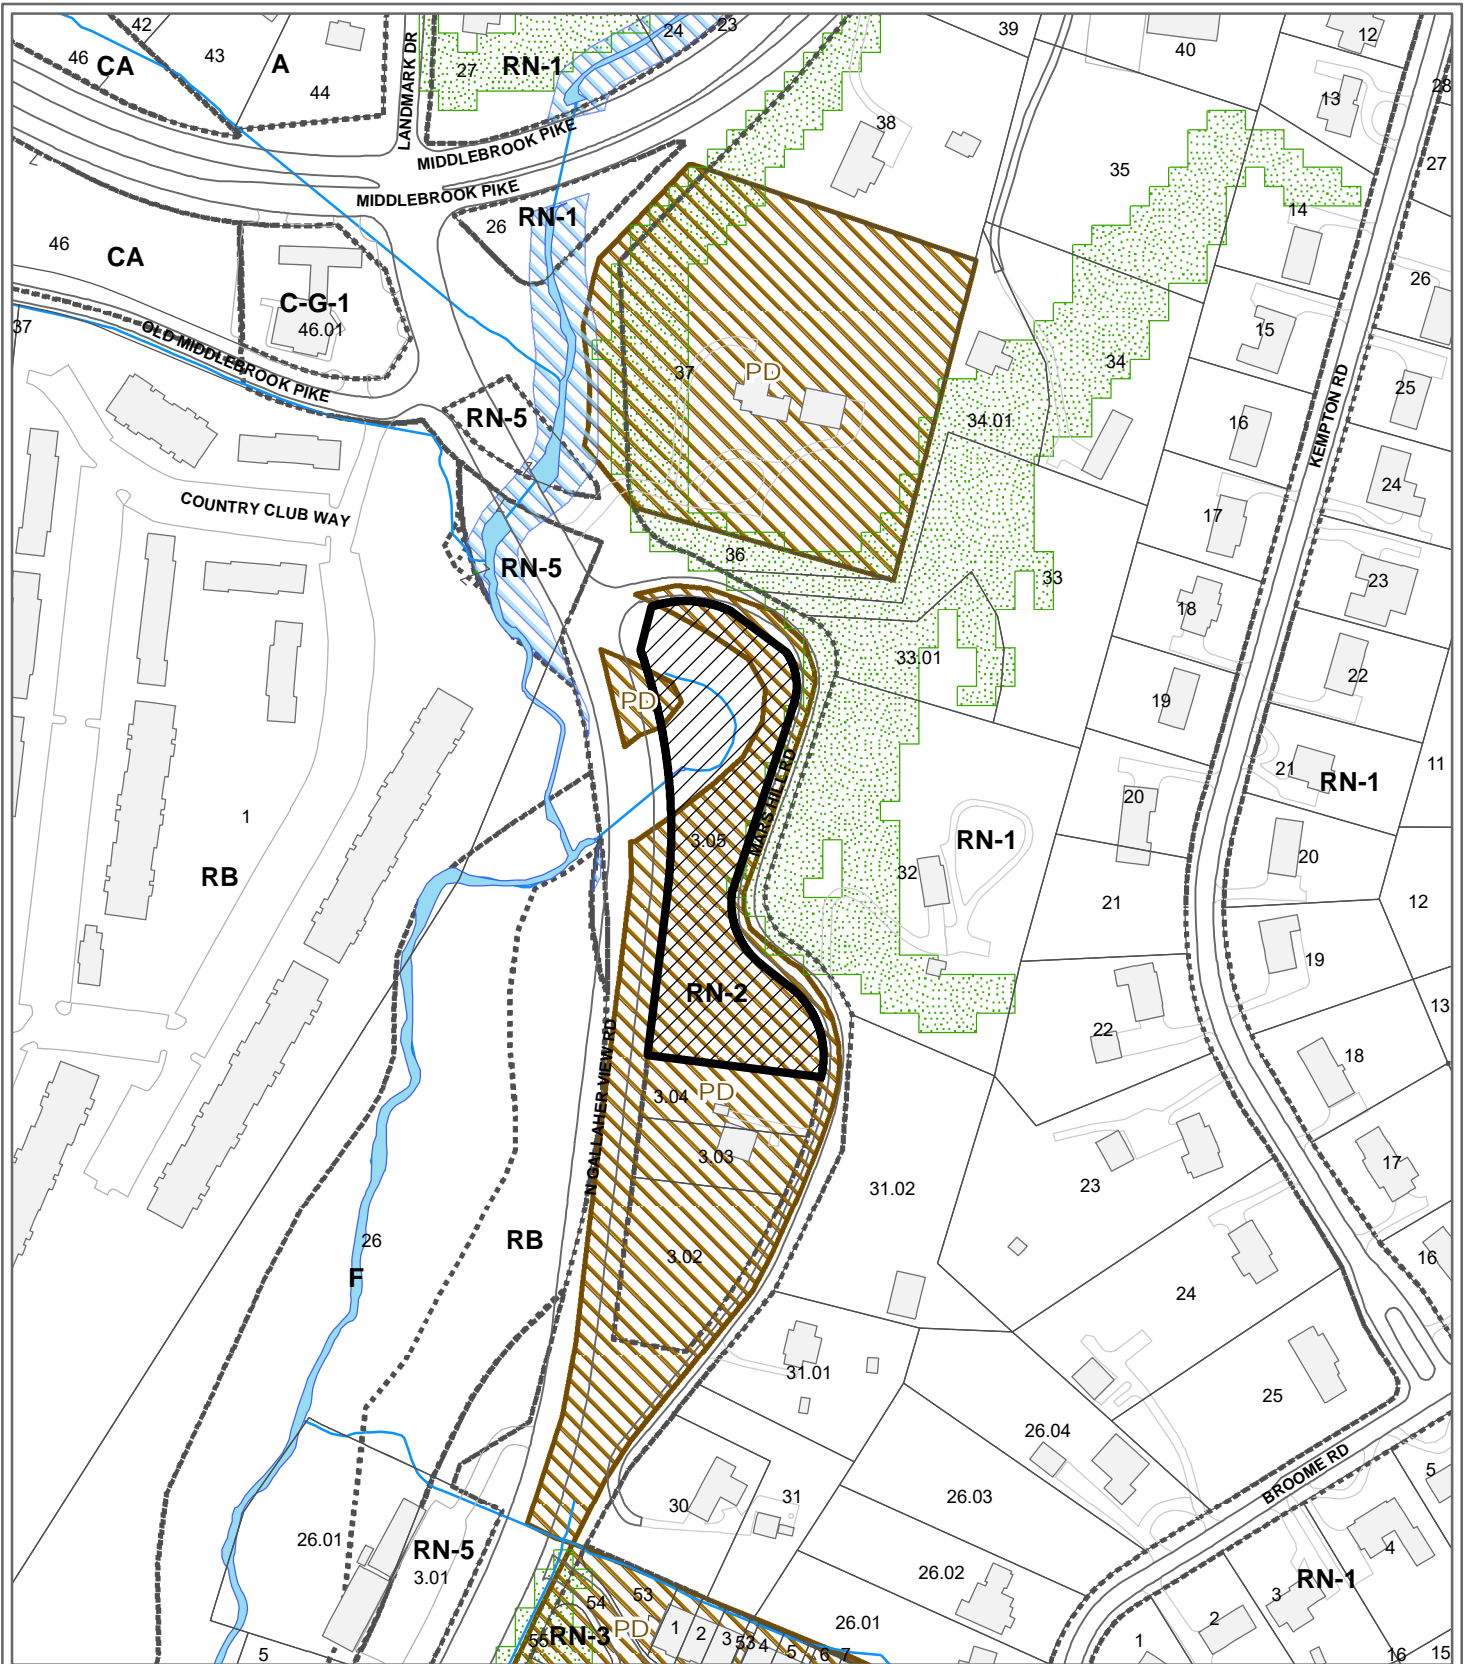 42
46
CA
43
A
44
LANDMARK DR
27
RN-1
24
23
39
40
12
28
13
MIDDLEBROOK PIKE
38
35
27
MIDDLEBROOK PIKE
26
RN-1
14
46
CA
26
C-G-1
46.01
37
OLD MIDDLEBROOK PIKE
15
37
PD
34
25
KEMPTON RD
RN-5
34.01
16
24
COUNTRY CLUB WAY
17
36
RN-5
33
23
18
33.01
22
19
PD
21
RN-1
11
20
1
MARS HILL RD
3.05
RN-1
20
RB
32
21
12
19
RN-2
13
22
18
N GALLAHER VIEW RD
3.04
PD
3.03
17
31.02
23
26
RB
3.02
16
F
24
31.01
25
26.04
BROOME RD
30
31
26.03
5
26.01
RN-5
3.01
4
26.02
RN-1
3
54
53
26.01
2
55
RN-3
PD
1
2
3
53
4
5
6
7
1
16
15
5